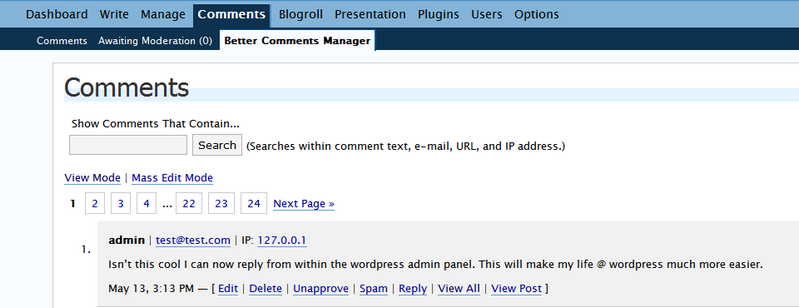 Dashboard Write Manage Comments Blogroll Presentation Plugins Users Options
Comments Awaiting Moderation (0) Better Comments Manager
Comments
Show Comments That Contain...
Search (Searches within comment text, e-mail, URL, and IP address.)
View Mode | Mass Edit Mode
1 2 3 4 ... 22 23 24 Next Page »
1. admin | test@test.com | IP: 127.0.0.1
Isn't this cool I can now reply from within the wordpress admin panel. This will make my life @ wordpress much more easier.
May 13, 3:13 PM — [ Edit | Delete | Unapprove | Spam | Reply | View All | View Post ]